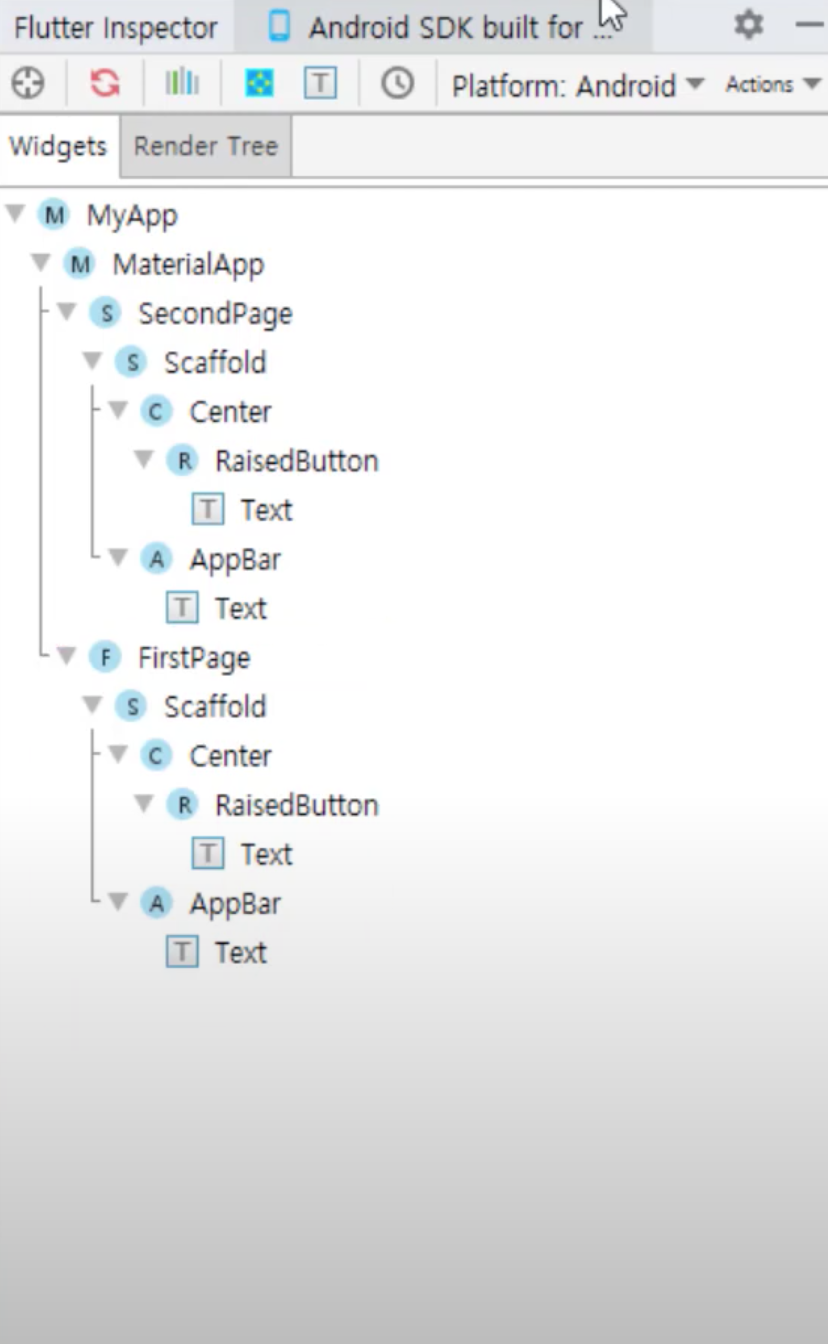 Flutter Inspector Android SDK built for ...
T Platform: Android Actions
Widgets Render Tree
M MyApp
M MaterialApp
S SecondPage
S Scaffold
C Center
R RaisedButton
T Text
A AppBar
T Text
F FirstPage
S Scaffold
C Center
R RaisedButton
T Text
A AppBar
T Text